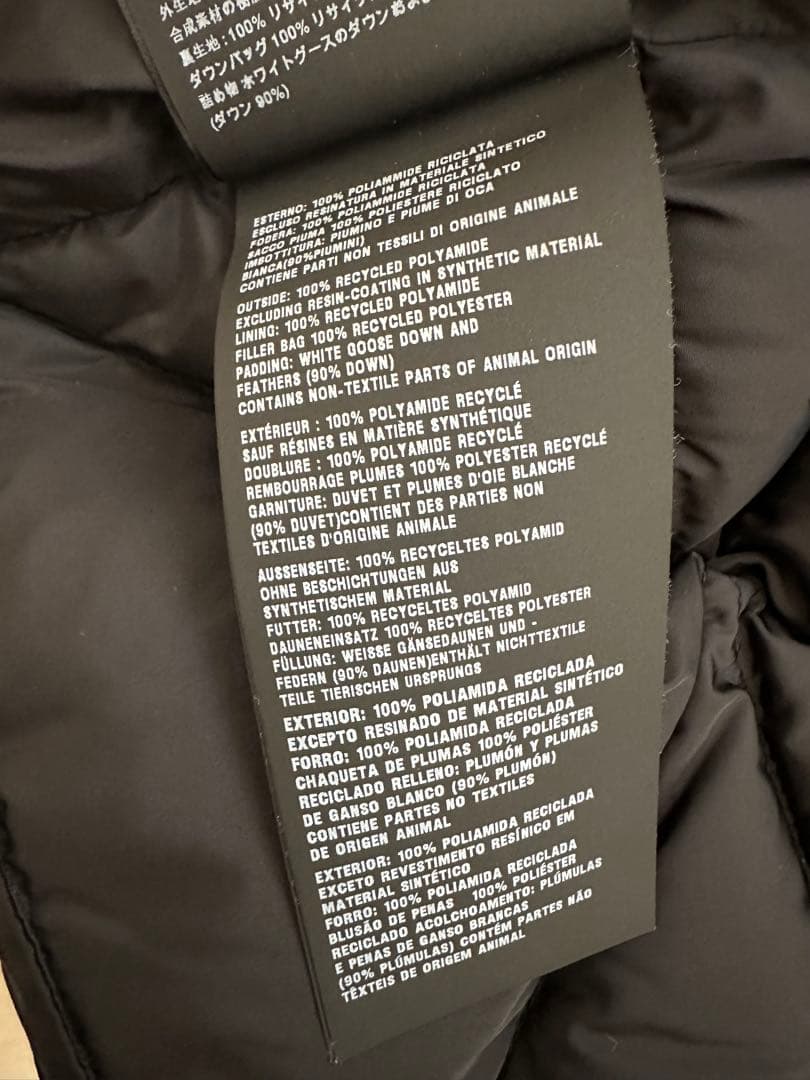 外生地
合成素材の樹脂
裏生地:100% リサイ
ダウンバッグ 100% リサイ
詰め物 ホワイトグースのダウン およ
(ダウン 90%)
ESTERNO: 100% POLIAMMIDE RICICLATA
ESCLUSO RESINATURA IN MATERIALE SINTETICO
FODERA: 100% POLIAMMIDE RICICLATA
SACCO PIUMA 100% POLIESTERE RICICLATO
IMBOTTITURA: PIUMINO E PIUME DI OCA
BIANCA(90%PIUMINI)
CONTIENE PARTI NON TESSILI DI ORIGINE ANIMALE
OUTSIDE: 100% RECYCLED POLYAMIDE
EXCLUDING RESIN-COATING IN SYNTHETIC MATERIAL
LINING: 100% RECYCLED POLYAMIDE
FILLER BAG 100% RECYCLED POLYESTER
PADDING: WHITE GOOSE DOWN AND
FEATHERS (90% DOWN)
CONTAINS NON-TEXTILE PARTS OF ANIMAL ORIGIN
EXTÉRIEUR : 100% POLYAMIDE RECYCLÉ
SAUF RÉSINES EN MATIÈRE SYNTHÉTIQUE
DOUBLURE : 100% POLYAMIDE RECYCLÉ
REMBOURRAGE PLUMES 100% POLYESTER RECYCLÉ
GARNITURE: DUVET ET PLUMES D'OIE BLANCHE
(90% DUVET)CONTIENT DES PARTIES NON
TEXTILES D'ORIGINE ANIMALE
AUSSENSEITE: 100% RECYCELTES POLYAMID
OHNE BESCHICHTUNGEN AUS
SYNTHETISCHEM MATERIAL
FUTTER: 100% RECYCELTES POLYAMID
DAUNENEINSATZ 100% RECYCELTES POLYESTER
FÜLLUNG: WEISSE GÄNSEDAUNEN UND -
FEDERN (90% DAUNEN)ENTHÄLT NICHTTEXTILE
TEILE TIERISCHEN URSPRUNGS
EXTERIOR: 100% POLIAMIDA RECICLADA
EXCEPTO RESINADO DE MATERIAL SINTÉTICO
FORRO: 100% POLIAMIDA RECICLADA
CHAQUETA DE PLUMAS 100% POLIÉSTER
RECICLADO RELLENO: PLUMÓN Y PLUMAS
DE GANSO BLANCO (90% PLUMÓN)
CONTIENE PARTES NO TEXTILES
DE ORIGEN ANIMAL
EXTERIOR: 100% POLIAMIDA RECICLADA
EXCETO REVESTIMENTO RESÍNICO EM
MATERIAL SINTÉTICO
FORRO: 100% POLIAMIDA RECICLADA
BLUSÃO DE PENAS 100% POLIÉSTER
RECICLADO ACOLCHOAMENTO: PLÚMULAS
E PENAS DE GANSO BRANCAS
(90% PLÚMULAS) CONTÉM PARTES NÃO
TÊXTEIS DE ORIGEM ANIMAL